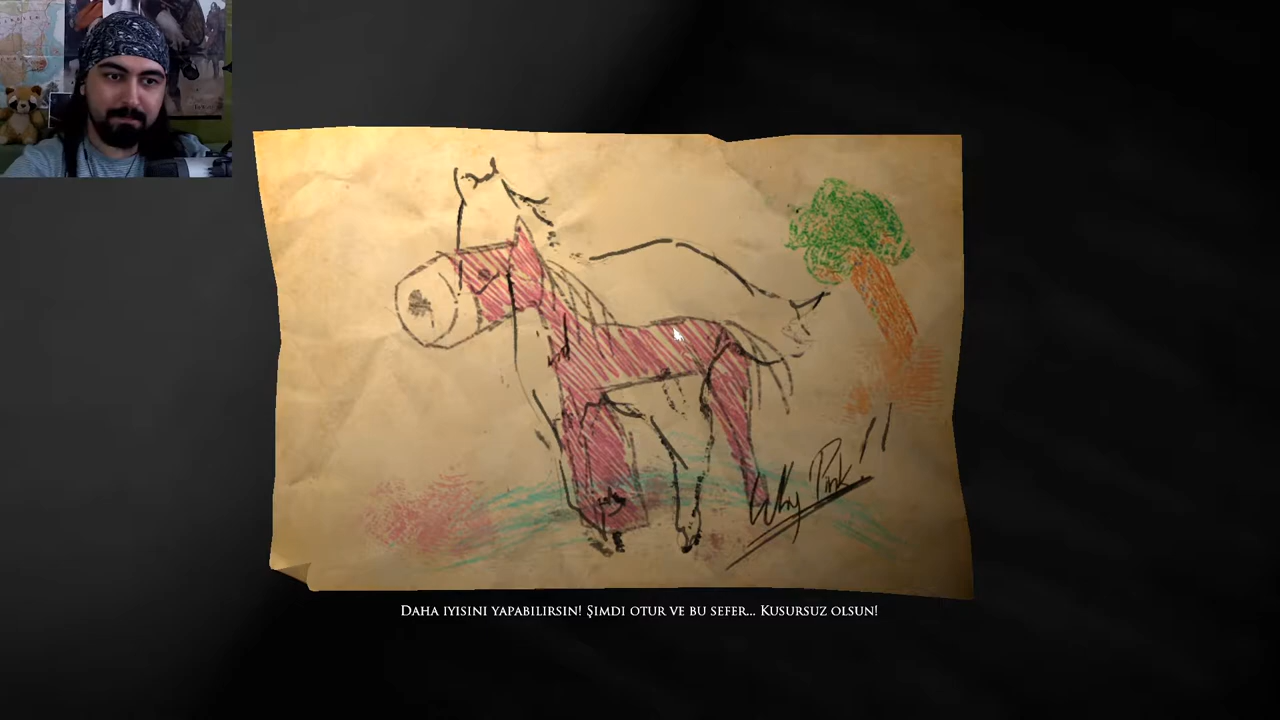 Why Pink!!
DAHA IYISINI YAPABILIRSIN! ŞIMDI OTUR VE BU SEFER... KUSURSUZ OLSUN!